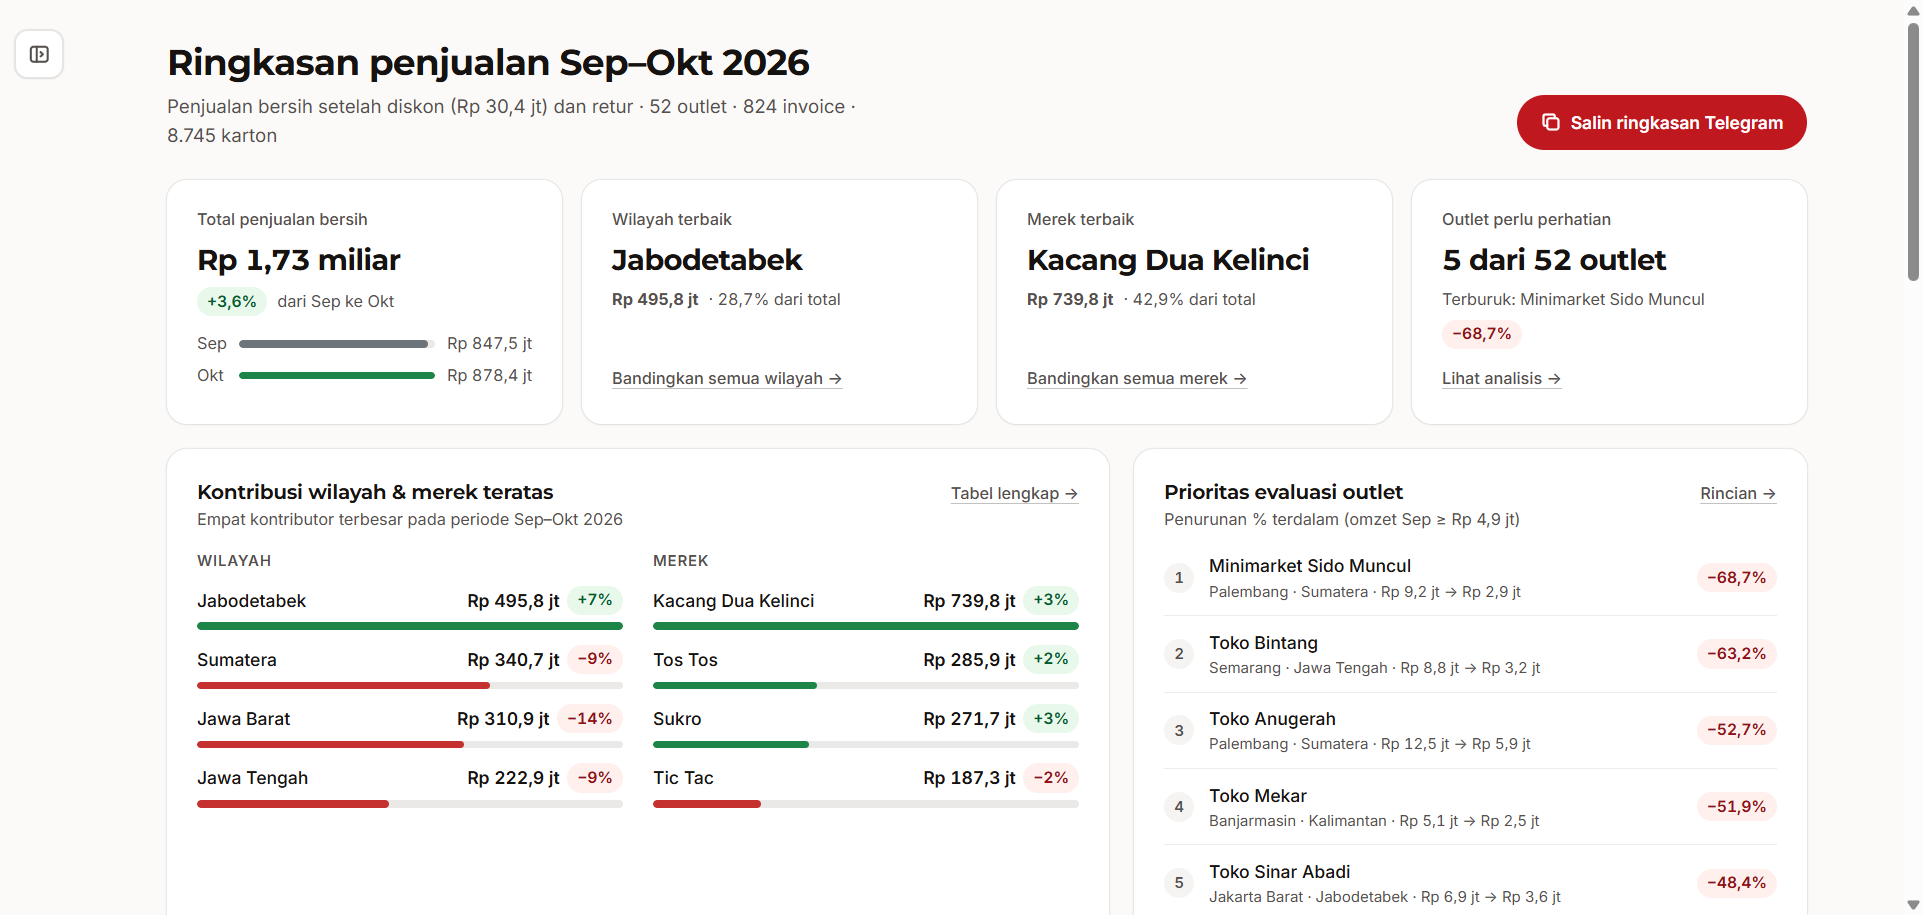 Ringkasan penjualan Sep–Okt 2026
Penjualan bersih setelah diskon (Rp 30,4 jt) dan retur · 52 outlet · 824 invoice ·
8.745 karton
Salin ringkasan Telegram
Total penjualan bersih
Rp 1,73 miliar
+3,6% dari Sep ke Okt
Sep Rp 847,5 jt
Okt Rp 878,4 jt
Wilayah terbaik
Jabodetabek
Rp 495,8 jt · 28,7% dari total
Bandingkan semua wilayah →
Merek terbaik
Kacang Dua Kelinci
Rp 739,8 jt · 42,9% dari total
Bandingkan semua merek →
Outlet perlu perhatian
5 dari 52 outlet
Terburuk: Minimarket Sido Muncul
−68,7%
Lihat analisis →
Kontribusi wilayah & merek teratas
Tabel lengkap →
Empat kontributor terbesar pada periode Sep–Okt 2026
WILAYAH
Jabodetabek Rp 495,8 jt +7%
Sumatera Rp 340,7 jt −9%
Jawa Barat Rp 310,9 jt −14%
Jawa Tengah Rp 222,9 jt −9%
MEREK
Kacang Dua Kelinci Rp 739,8 jt +3%
Tos Tos Rp 285,9 jt +2%
Sukro Rp 271,7 jt +3%
Tic Tac Rp 187,3 jt −2%
Prioritas evaluasi outlet
Rincian →
Penurunan % terdalam (omzet Sep ≥ Rp 4,9 jt)
1 Minimarket Sido Muncul −68,7%
Palembang · Sumatera · Rp 9,2 jt → Rp 2,9 jt
2 Toko Bintang −63,2%
Semarang · Jawa Tengah · Rp 8,8 jt → Rp 3,2 jt
3 Toko Anugerah −52,7%
Palembang · Sumatera · Rp 12,5 jt → Rp 5,9 jt
4 Toko Mekar −51,9%
Banjarmasin · Kalimantan · Rp 5,1 jt → Rp 2,5 jt
5 Toko Sinar Abadi −48,4%
Jakarta Barat · Jabodetabek · Rp 6,9 jt → Rp 3,6 jt